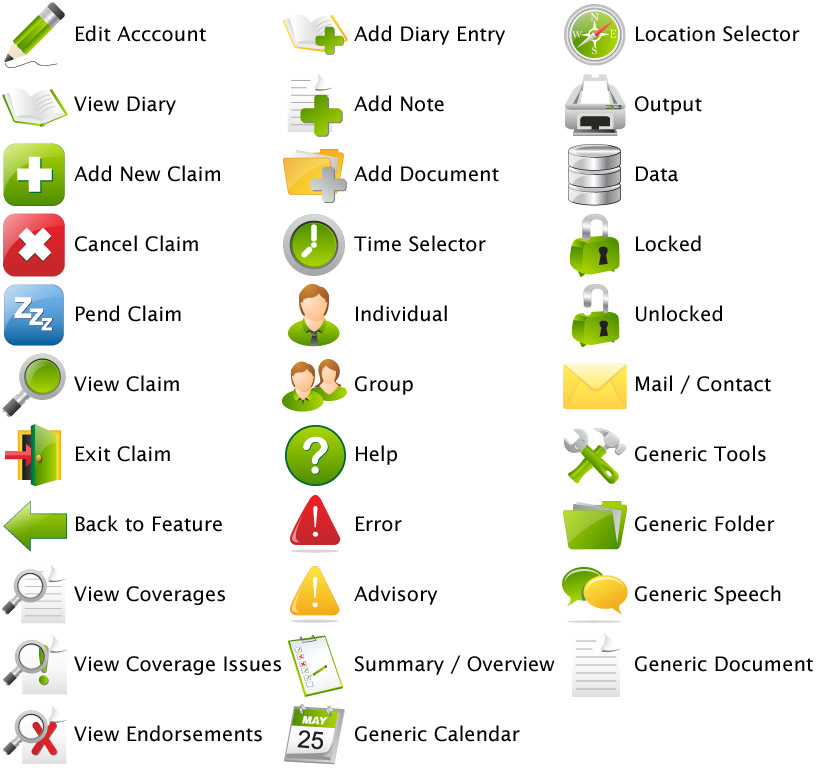 Edit Acccount
View Diary
Add New Claim
Cancel Claim
ZZZ
Pend Claim
View Claim
Exit Claim
Back to Feature
View Coverages
View Coverage Issues
View Endorsements
Add Diary Entry
Add Note
Add Document
Time Selector
Individual
Group
?
Help
!
Error
!
Advisory
Summary / Overview
MAY
25
Generic Calendar
N
W E
S
Location Selector
Output
Data
Locked
Unlocked
Mail / Contact
Generic Tools
Generic Folder
Generic Speech
Generic Document